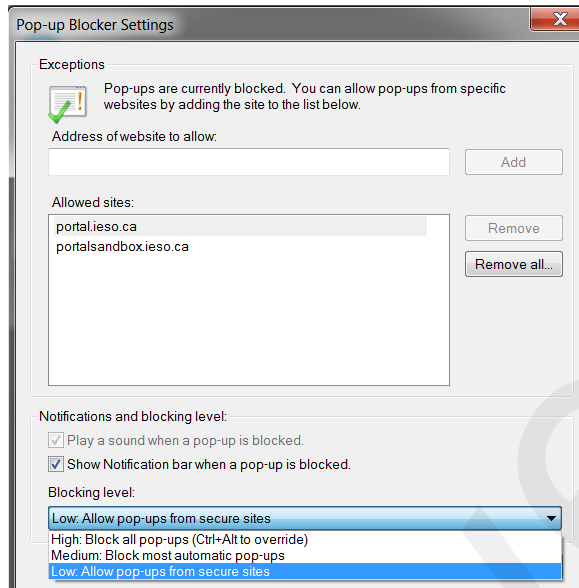 Pop-up Blocker Settings
Exceptions
Pop-ups are currently blocked. You can allow pop-ups from specific
websites by adding the site to the list below.
Address of website to allow:
Add
Allowed sites:
portal.ieso.ca
Remove
portalsandbox.ieso.ca
Remove all...
Notifications and blocking level:
Play a sound when a pop-up is blocked.
Show Notification bar when a pop-up is blocked.
Blocking level:
Low: Allow pop-ups from secure sites
High: Block all pop-ups (Ctrl+Alt to override)
Medium: Block most automatic pop-ups
Low: Allow pop-ups from secure sites